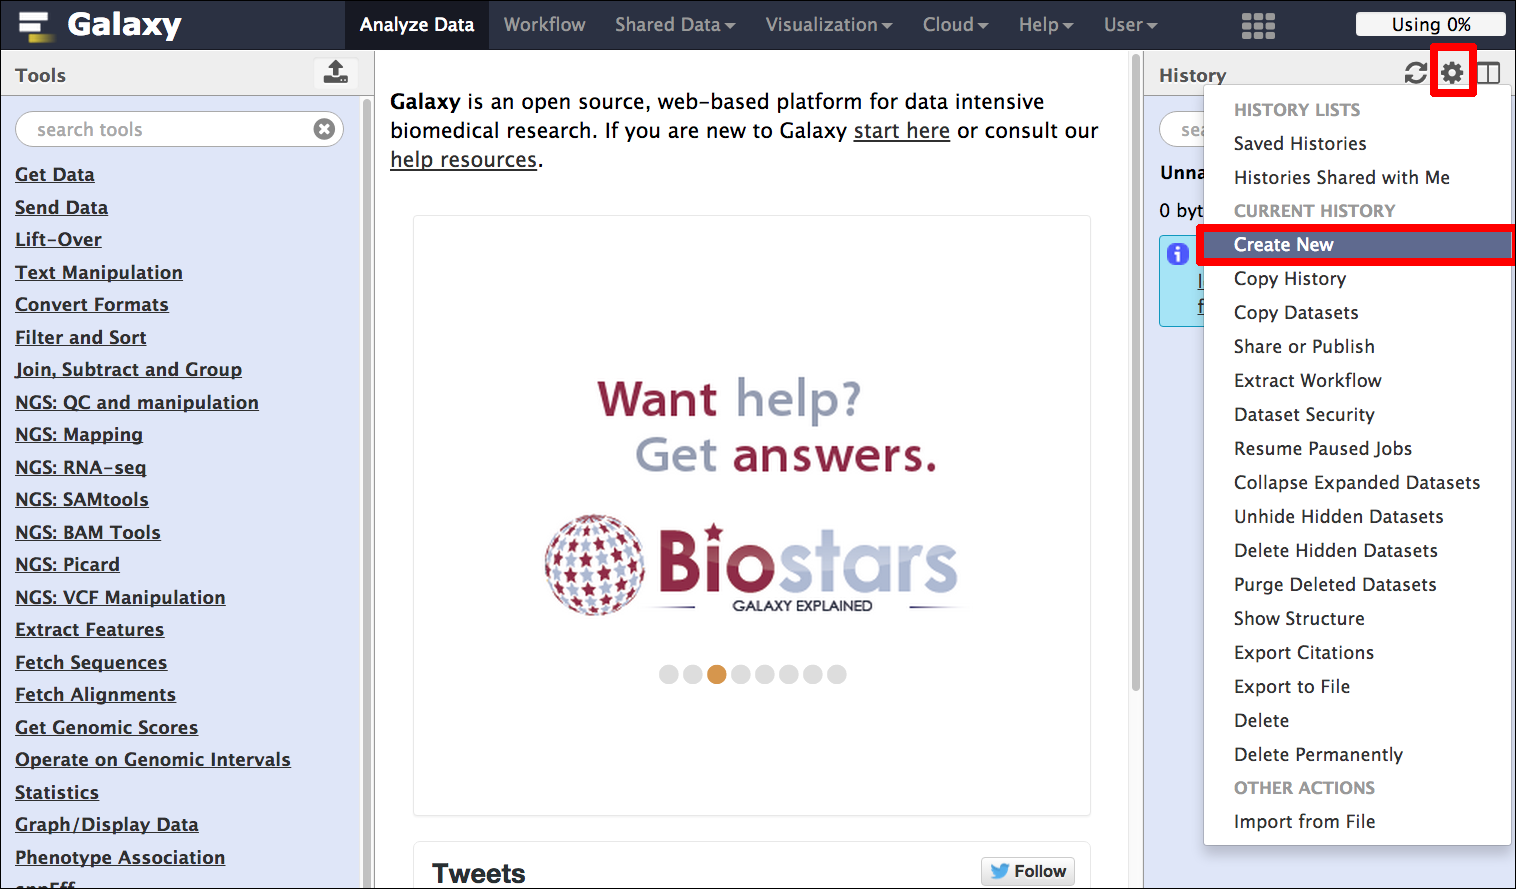 Galaxy
Analyze Data
Workflow
Shared Data
Visualization
Cloud
Help
User
Using 0%
Tools
search tools
Get Data
Send Data
Lift-Over
Text Manipulation
Convert Formats
Filter and Sort
Join, Subtract and Group
NGS: QC and manipulation
NGS: Mapping
NGS: RNA-seq
NGS: SAMtools
NGS: BAM Tools
NGS: Picard
NGS: VCF Manipulation
Extract Features
Fetch Sequences
Fetch Alignments
Get Genomic Scores
Operate on Genomic Intervals
Statistics
Graph/Display Data
Phenotype Association
Galaxy is an open source, web-based platform for data intensive
biomedical research. If you are new to Galaxy start here or consult our
help resources.
Want help?
Get answers.
Biostars
GALAXY EXPLAINED
Tweets
Follow
History
sea
Unna
0 byt
HISTORY LISTS
Saved Histories
Histories Shared with Me
CURRENT HISTORY
Create New
Copy History
Copy Datasets
Share or Publish
Extract Workflow
Dataset Security
Resume Paused Jobs
Collapse Expanded Datasets
Unhide Hidden Datasets
Delete Hidden Datasets
Purge Deleted Datasets
Show Structure
Export Citations
Export to File
Delete
Delete Permanently
OTHER ACTIONS
Import from File